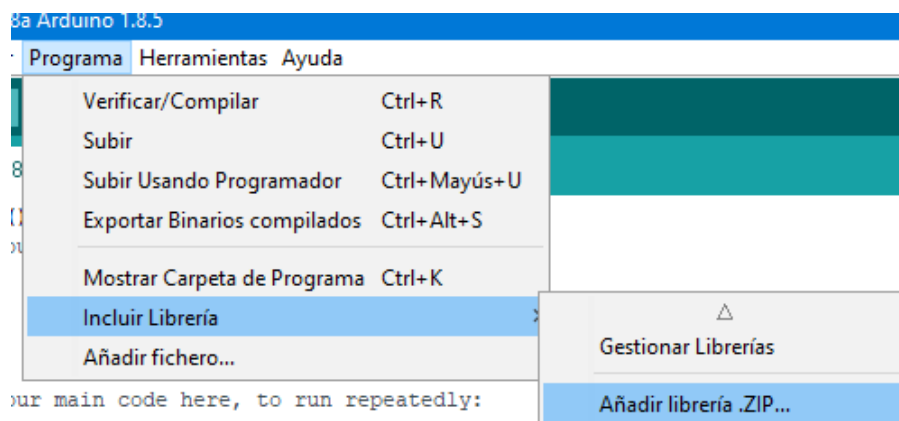 8a Arduino 1.8.5
Programa Herramientas Ayuda
Verificar/Compilar Ctrl+R
Subir Ctrl+U
8
Subir Usando Programador Ctrl+Mayús+U
()
Exportar Binarios compilados Ctrl+Alt+S
Mostrar Carpeta de Programa Ctrl+K
Incluir Librería
Gestionar Librerías
Añadir fichero...
our main code here, to run repeatedly:
Añadir librería .ZIP...